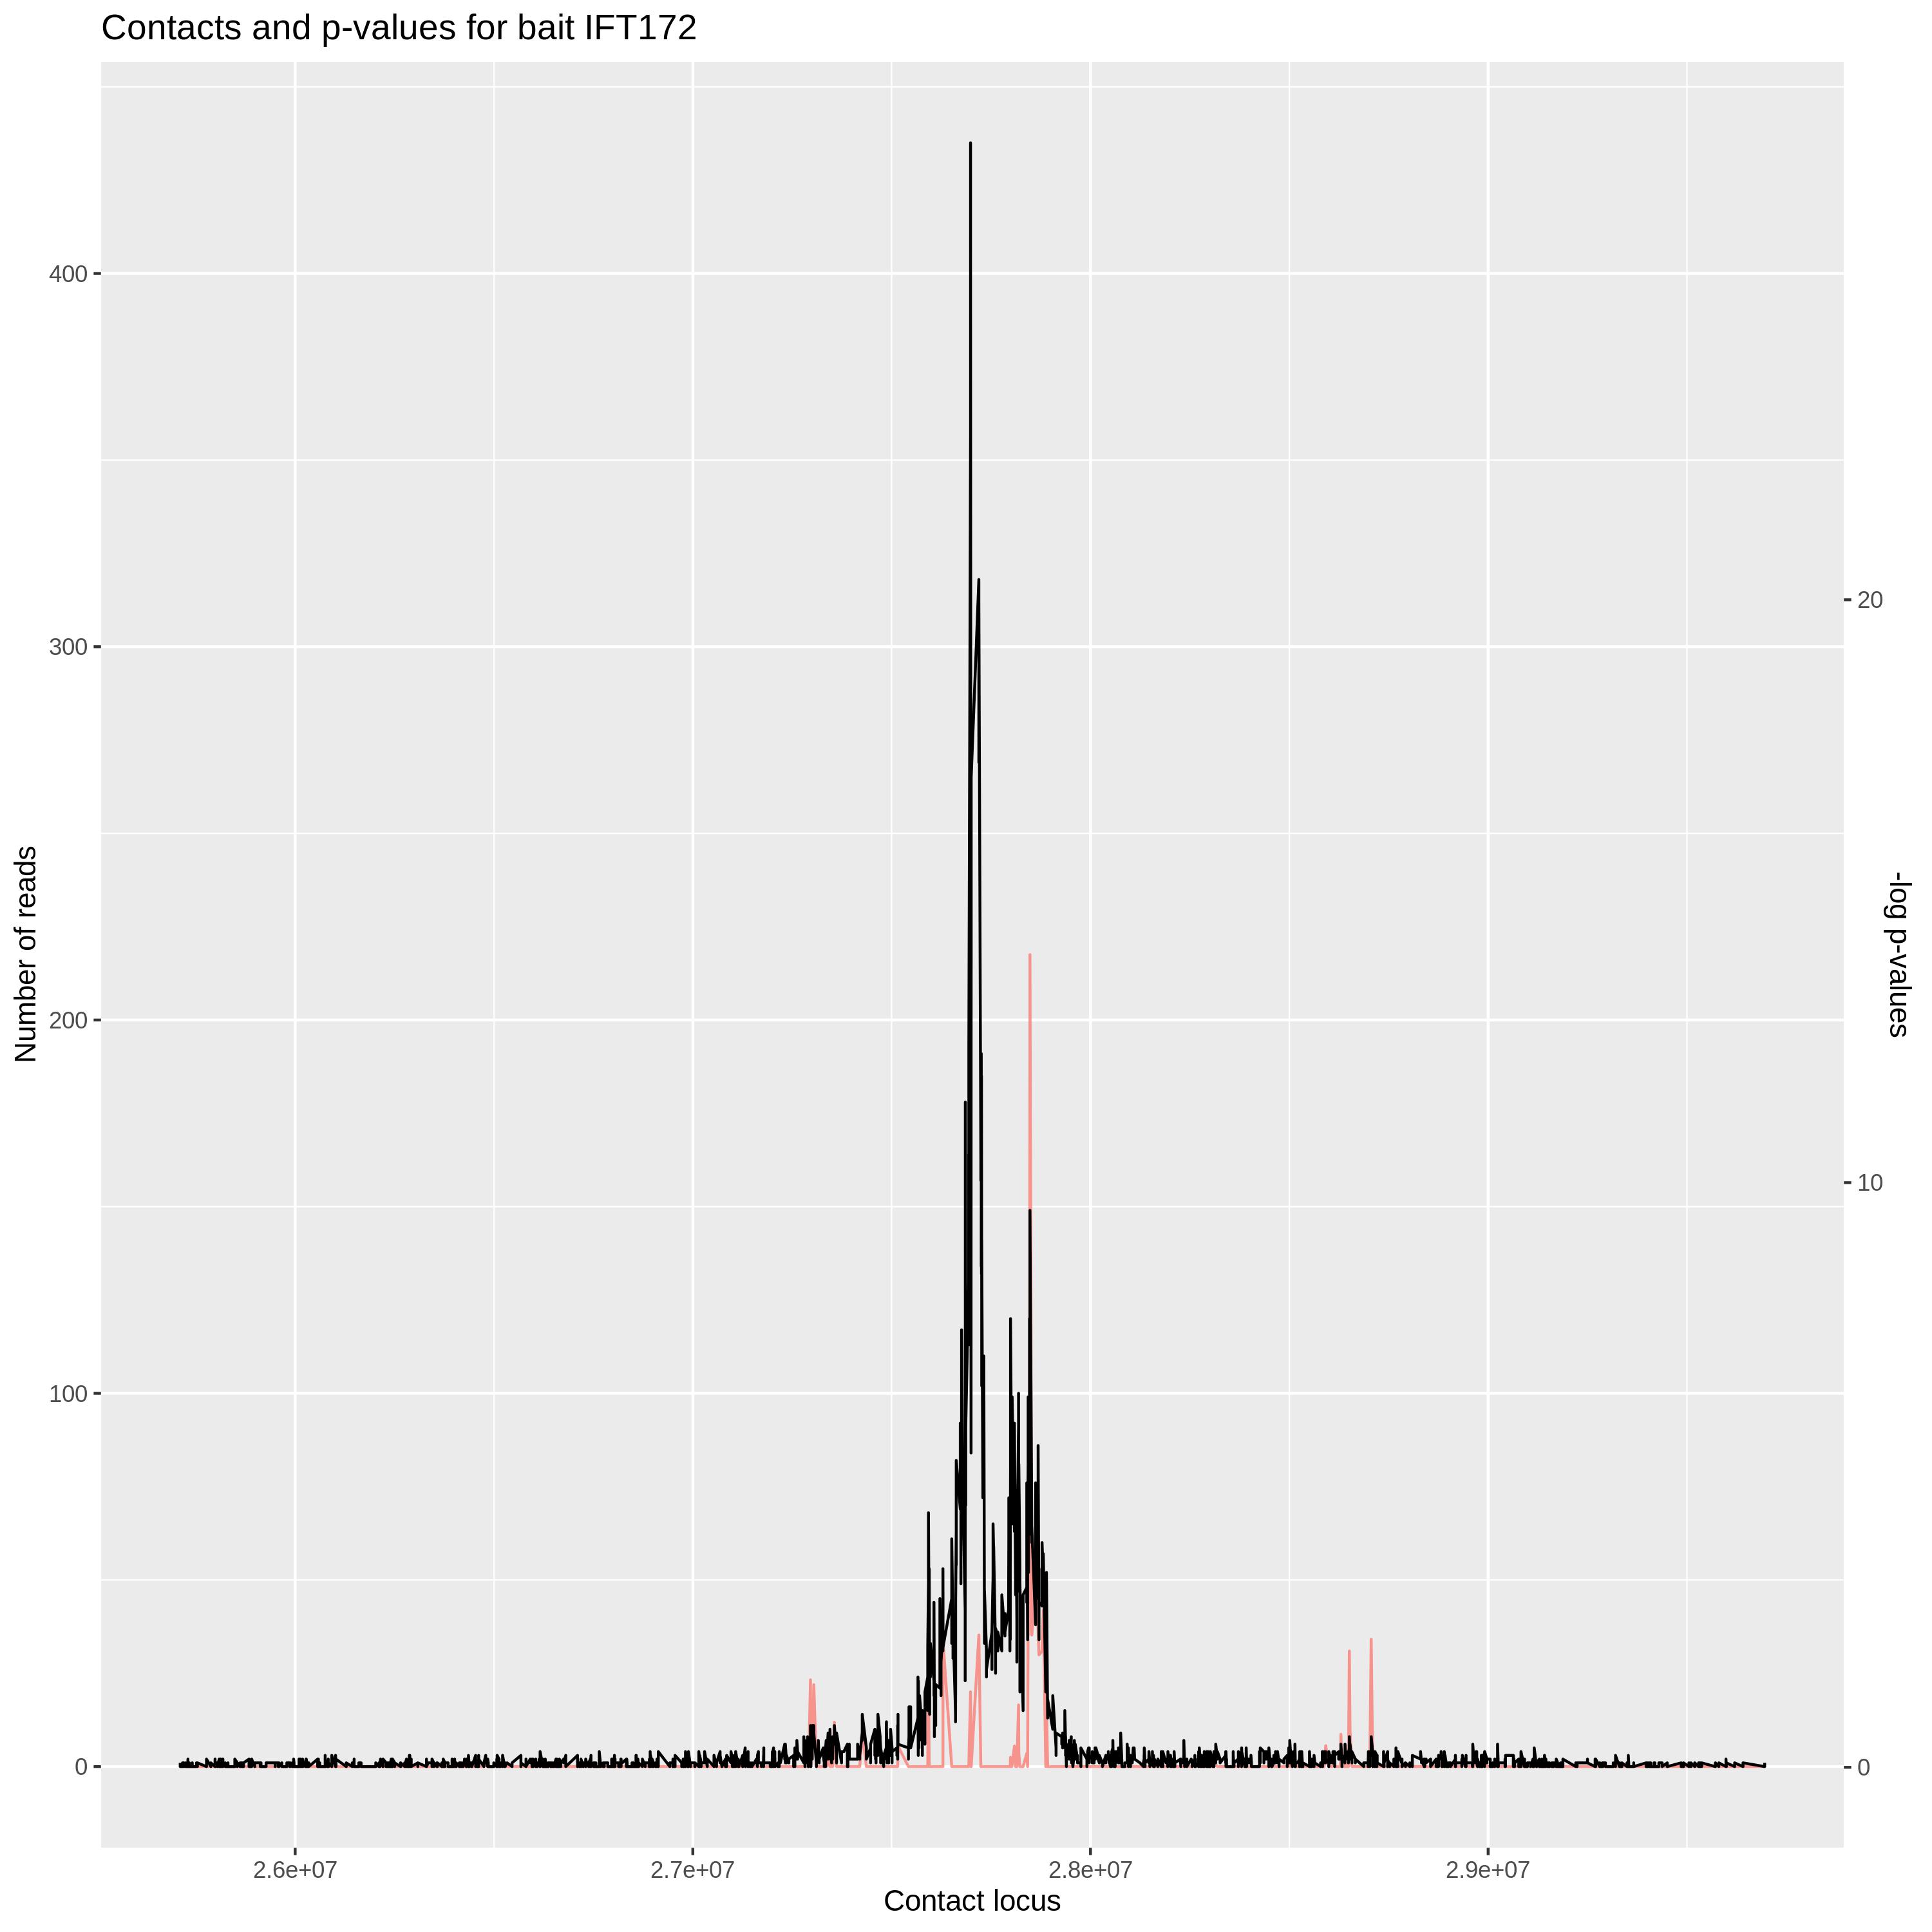 Contacts and p-values for bait IFT172
400
300
200
100
0
Number of reads
20
10
0
-log p-values
2.6e+07
2.7e+07
2.8e+07
2.9e+07
Contact locus